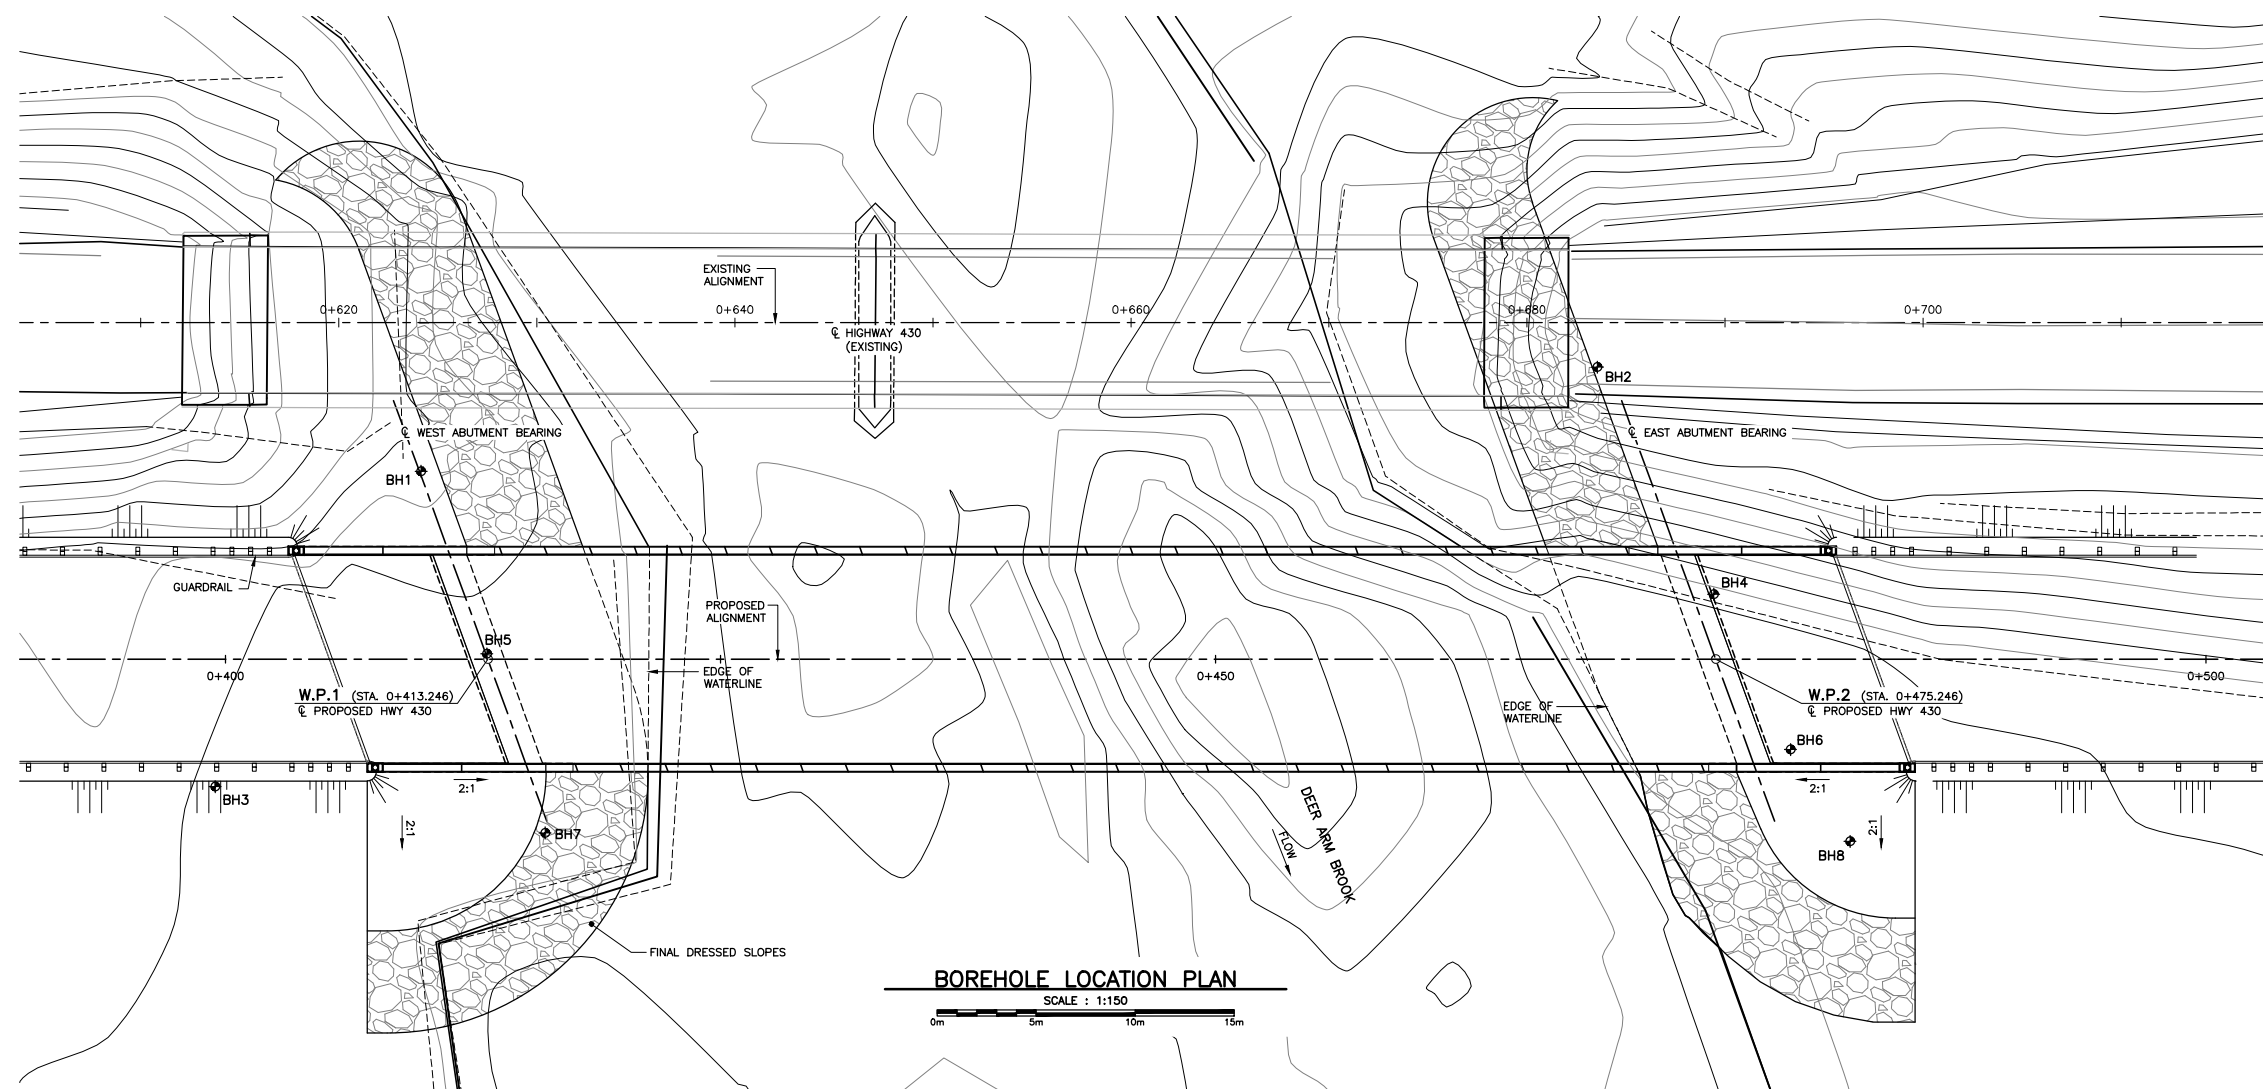 EXISTING
ALIGNMENT
0+620
0+640
0+660
0+680
0+700
℄ HIGHWAY 430
(EXISTING)
BH2
℄ WEST ABUTMENT BEARING
℄ EAST ABUTMENT BEARING
BH1
GUARDRAIL
BH4
PROPOSED
ALIGNMENT
BH5
0+400
EDGE OF
WATERLINE
0+450
0+500
W.P.1 (STA. 0+413.246)
℄ PROPOSED HWY 430
W.P.2 (STA. 0+475.246)
℄ PROPOSED HWY 430
EDGE OF
WATERLINE
BH6
2:1
2:1
BH3
2:1
BH7
DEER ARM BROOK
FLOW
2:1
BH8
FINAL DRESSED SLOPES
BOREHOLE LOCATION PLAN
SCALE : 1:150
0m 5m 10m 15m